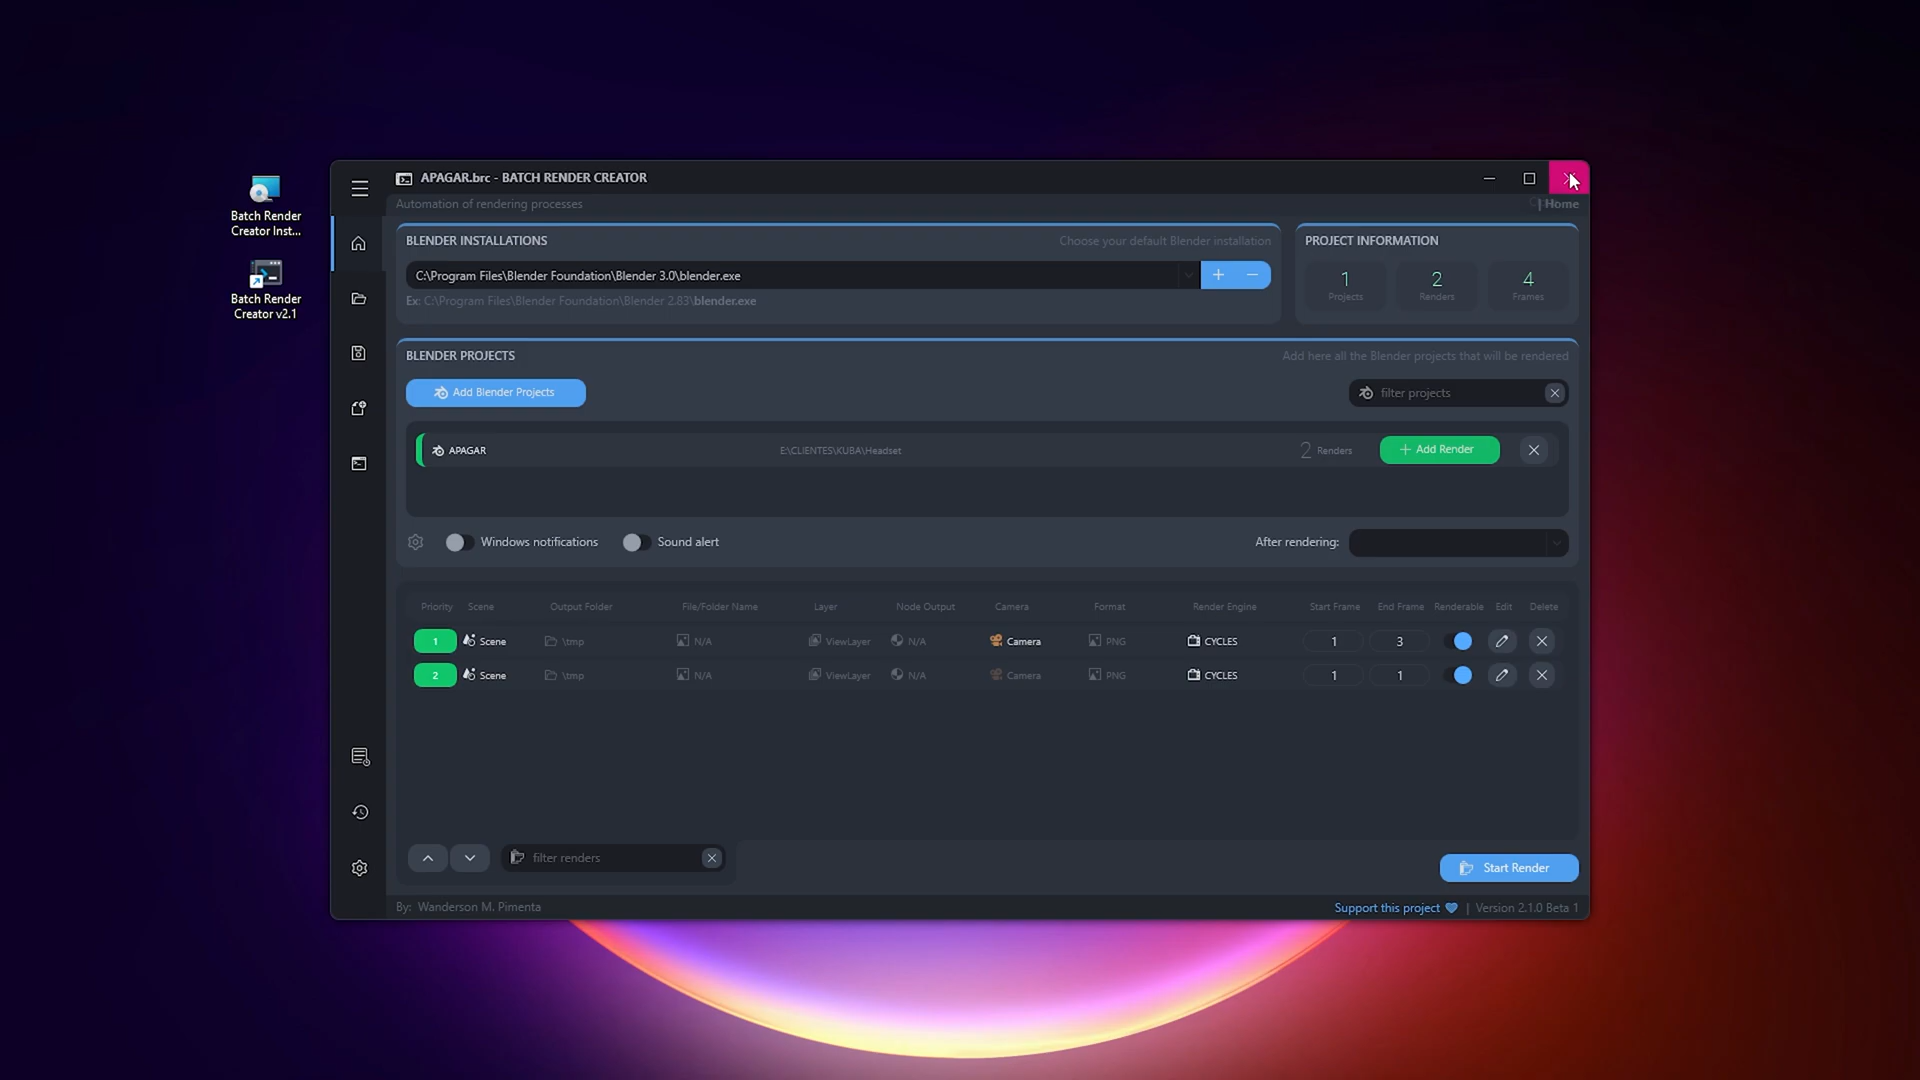 Batch Render
Creator Inst...
Batch Render
Creator v2.1
APAGAR.brc - BATCH RENDER CREATOR
Automation of rendering processes
| Home
BLENDER INSTALLATIONS
Choose your default Blender installation
C:\Program Files\Blender Foundation\Blender 3.0\blender.exe
+ −
Ex: C:\Program Files\Blender Foundation\Blender 2.83\blender.exe
PROJECT INFORMATION
1 2 4
Projects Renders Frames
BLENDER PROJECTS
Add here all the Blender projects that will be rendered
Add Blender Projects
filter projects
APAGAR E:\CLIENTES\KUBA\Headset 2 Renders + Add Render
Windows notifications Sound alert After rendering:
Priority Scene Output Folder File/Folder Name Layer Node Output Camera Format Render Engine Start Frame End Frame Renderable Edit Delete
1 Scene \tmp N/A ViewLayer N/A Camera PNG CYCLES 1 3
2 Scene \tmp N/A ViewLayer N/A Camera PNG CYCLES 1 1
filter renders
Start Render
By: Wanderson M. Pimenta
Support this project | Version 2.1.0 Beta 1